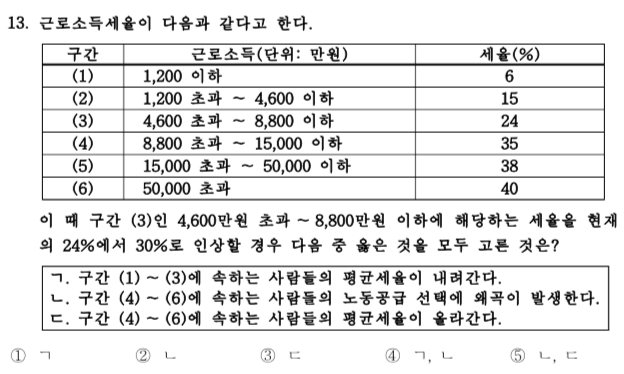 13. 근로소득세율이 다음과 같다고 한다.
구간 근로소득(단위: 만원) 세율(%)
(1) 1,200 이하 6
(2) 1,200 초과 ~ 4,600 이하 15
(3) 4,600 초과 ~ 8,800 이하 24
(4) 8,800 초과 ~ 15,000 이하 35
(5) 15,000 초과 ~ 50,000 이하 38
(6) 50,000 초과 40
이 때 구간 (3)인 4,600만원 초과 ~ 8,800만원 이하에 해당하는 세율을 현재
의 24%에서 30%로 인상할 경우 다음 중 옳은 것을 모두 고른 것은?
ㄱ. 구간 (1) ~ (3)에 속하는 사람들의 평균세율이 내려간다.
ㄴ. 구간 (4) ~ (6)에 속하는 사람들의 노동공급 선택에 왜곡이 발생한다.
ㄷ. 구간 (4) ~ (6)에 속하는 사람들의 평균세율이 올라간다.
① ㄱ ② ㄴ ③ ㄷ ④ ㄱ, ㄴ ⑤ ㄴ, ㄷ